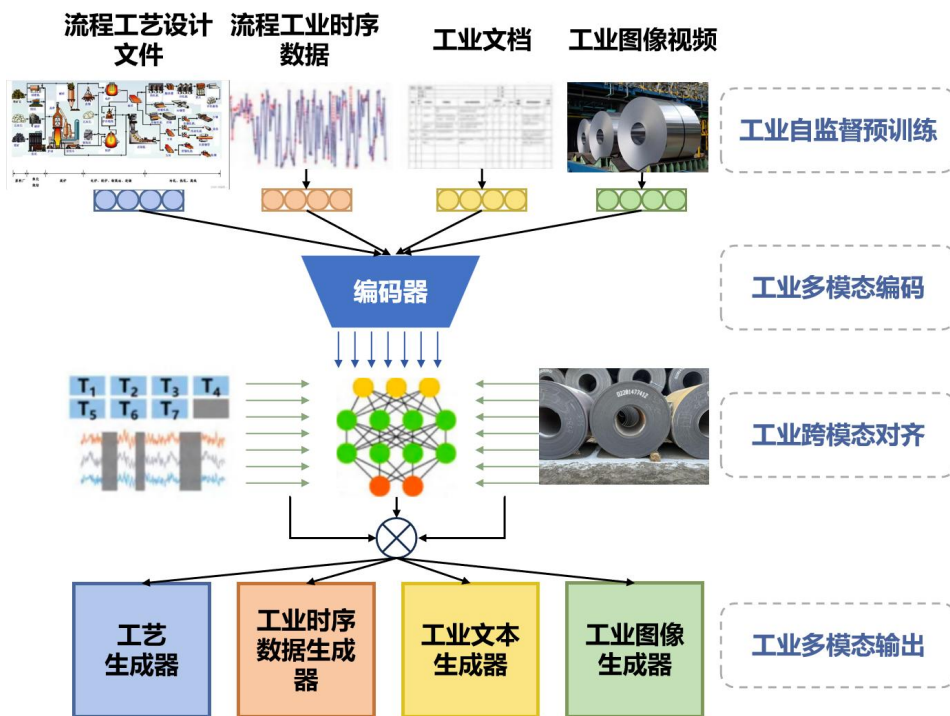 流程工艺设计
文件
流程工业时序
数据
工业文档
工业图像视频
工业自监督预训练
编码器
工业多模态编码
T1 T2 T3 T4
T5 T6 T7
工业跨模态对齐
工艺
生成器
工业时序
数据生成
器
工业文本
生成器
工业图像
生成器
工业多模态输出